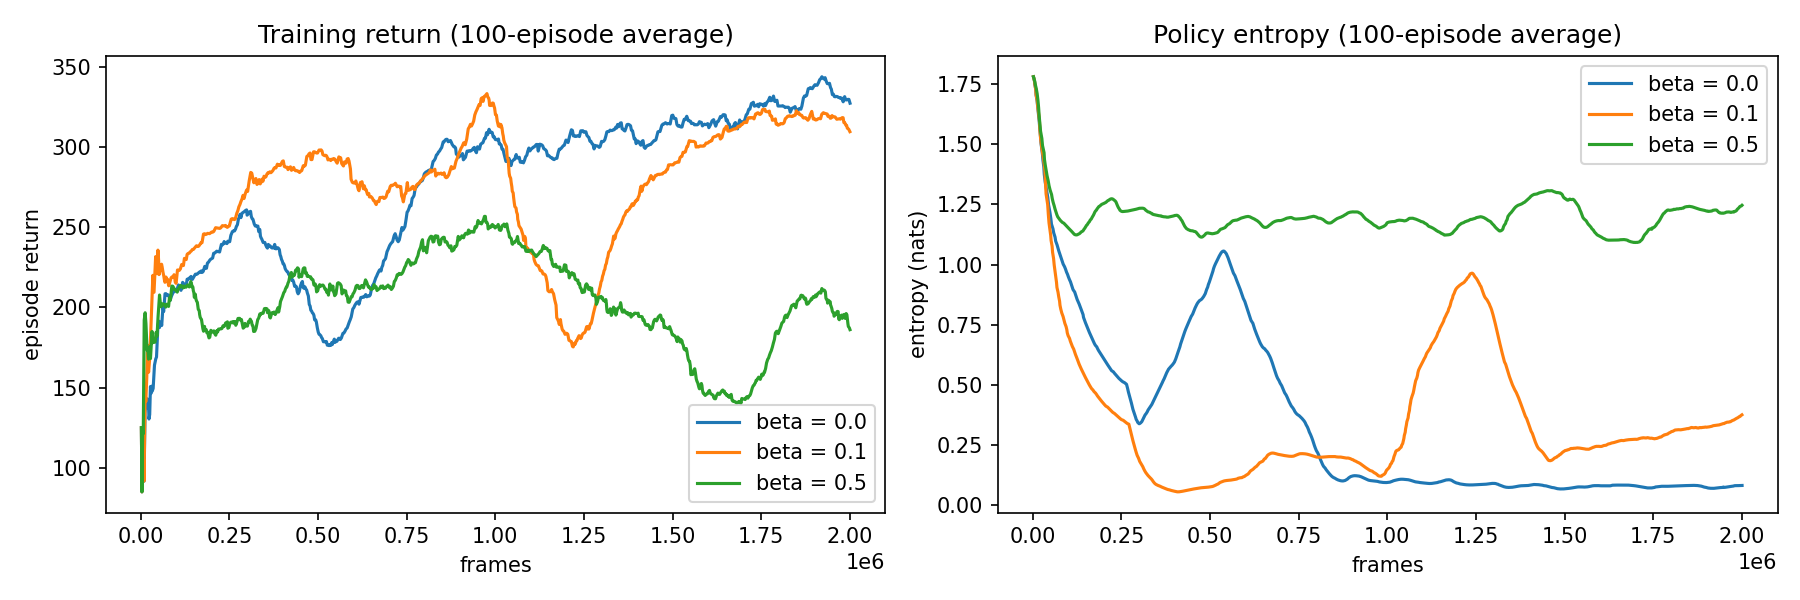 Training return (100-episode average)
episode return
350
300
250
200
150
100
beta = 0.0
beta = 0.1
beta = 0.5
0.00 0.25 0.50 0.75 1.00 1.25 1.50 1.75 2.00
1e6
frames
Policy entropy (100-episode average)
entropy (nats)
1.75
1.50
1.25
1.00
0.75
0.50
0.25
0.00
beta = 0.0
beta = 0.1
beta = 0.5
0.00 0.25 0.50 0.75 1.00 1.25 1.50 1.75 2.00
1e6
frames